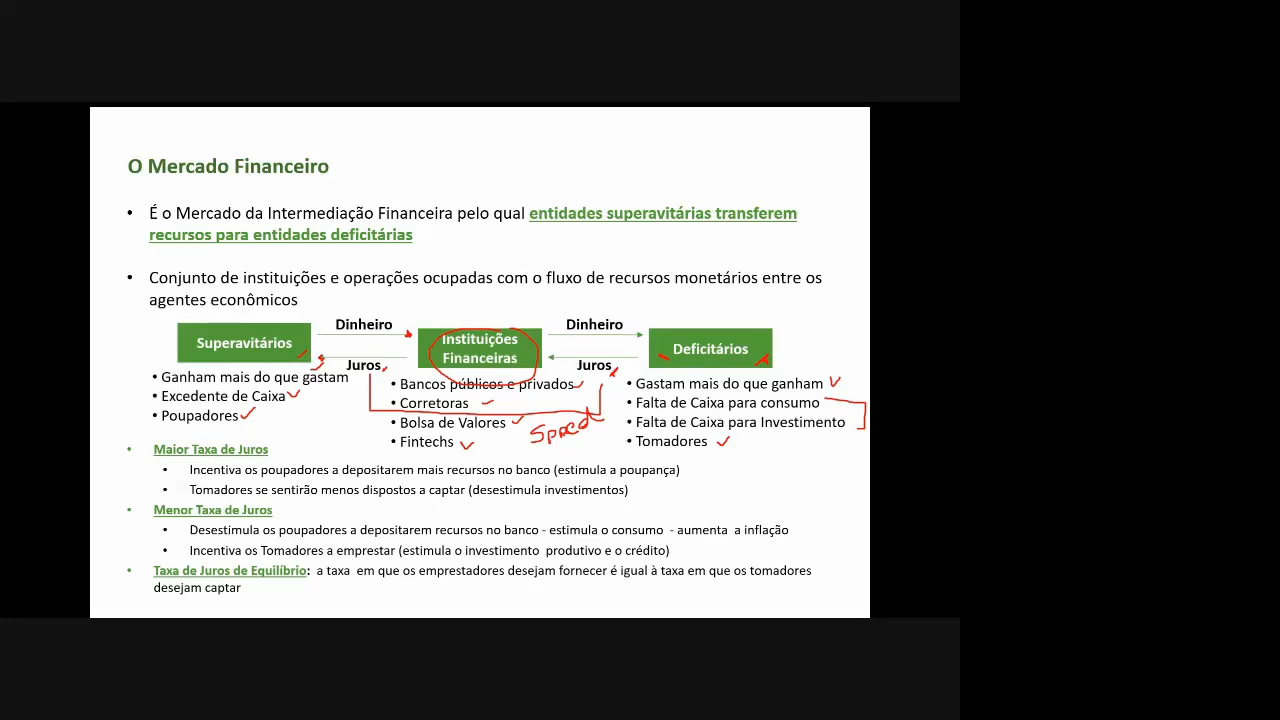 O Mercado Financeiro
• É o Mercado da Intermediação Financeira pelo qual entidades superavitárias transferem
recursos para entidades deficitárias
• Conjunto de instituições e operações ocupadas com o fluxo de recursos monetários entre os
agentes econômicos
Superavitários
Dinheiro
Juros
Instituições
Financeiras
Dinheiro
Juros
Deficitários
• Ganham mais do que gastam
• Excedente de Caixa
• Poupadores
• Bancos públicos e privados
• Corretoras
• Bolsa de Valores
• Fintechs
Spred
• Gastam mais do que ganham
• Falta de Caixa para consumo
• Falta de Caixa para Investimento
• Tomadores
• Maior Taxa de Juros
• Incentiva os poupadores a depositarem mais recursos no banco (estimula a poupança)
• Tomadores se sentirão menos dispostos a captar (desestimula investimentos)
• Menor Taxa de Juros
• Desestimula os poupadores a depositarem recursos no banco - estimula o consumo - aumenta a inflação
• Incentiva os Tomadores a emprestar (estimula o investimento produtivo e o crédito)
• Taxa de Juros de Equilíbrio: a taxa em que os emprestadores desejam fornecer é igual à taxa em que os tomadores
desejam captar